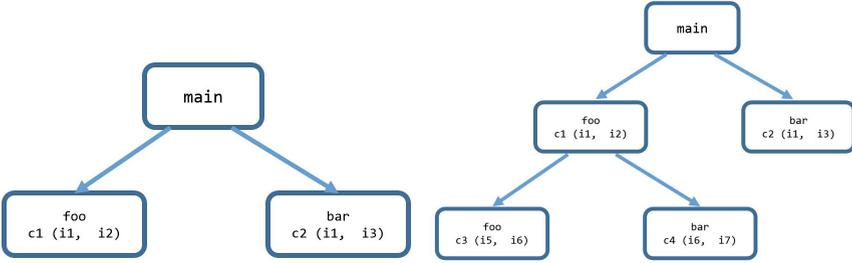 main
foo
c1 (i1, i2)
bar
c2 (i1, i3)
main
foo
c1 (i1, i2)
bar
c2 (i1, i3)
foo
c3 (i5, i6)
bar
c4 (i6, i7)